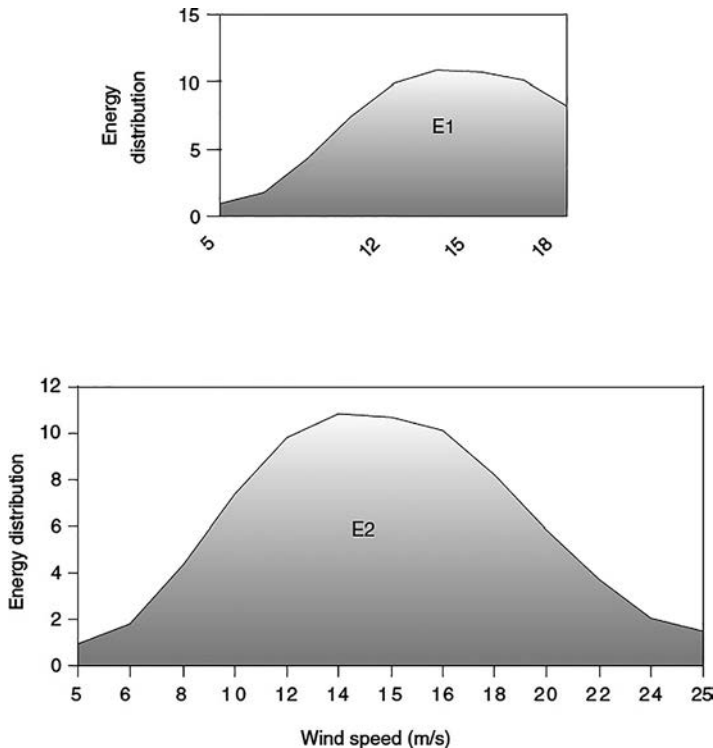 15
10
5
0
Energy
distribution
E1
5 12 15 18
12
10
8
6
4
2
0
Energy distribution
E2
5 6 8 10 12 14 15 16 18 20 22 24 25
Wind speed (m/s)